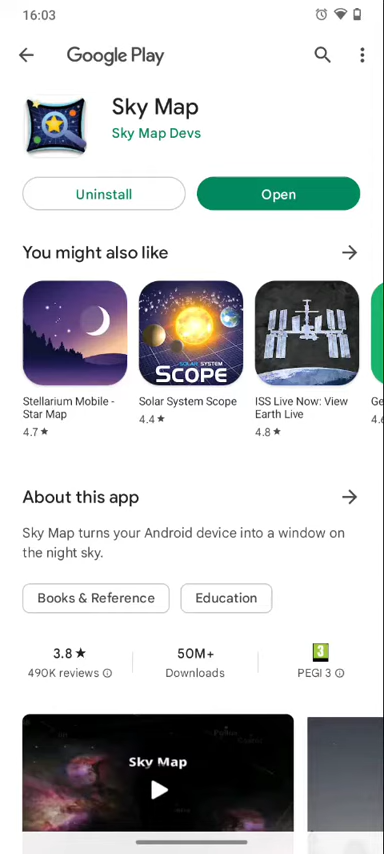 16:03
Google Play
Sky Map
Sky Map Devs
Uninstall
Open
You might also like
SOLAR SYSTEM
SCOPE
Stellarium Mobile -
Star Map
4.7★
Solar System Scope
4.4★
ISS Live Now: View
Earth Live
4.8★
Ge
4.6
About this app
Sky Map turns your Android device into a window on
the night sky.
Books & Reference
Education
3.8★
490K reviews
50M+
Downloads
3
PEGI 3
Sky Map